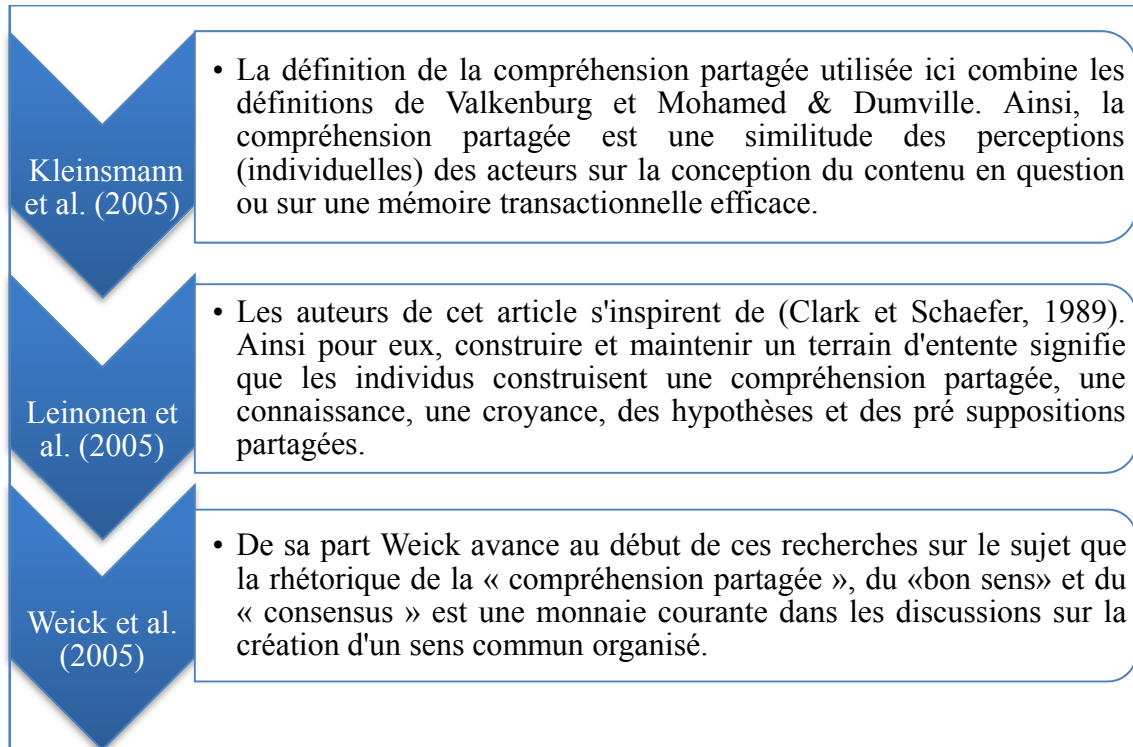 Kleinsmann
et al. (2005)
• La définition de la compréhension partagée utilisée ici combine les
définitions de Valkenburg et Mohamed & Dumville. Ainsi, la
compréhension partagée est une similitude des perceptions
(individuelles) des acteurs sur la conception du contenu en question
ou sur une mémoire transactionnelle efficace.
Leinonen et
al. (2005)
• Les auteurs de cet article s'inspirent de (Clark et Schaefer, 1989).
Ainsi pour eux, construire et maintenir un terrain d'entente signifie
que les individus construisent une compréhension partagée, une
connaissance, une croyance, des hypothèses et des pré suppositions
partagées.
Weick et al.
(2005)
• De sa part Weick avance au début de ces recherches sur le sujet que
la rhétorique de la « compréhension partagée », du «bon sens» et du
« consensus » est une monnaie courante dans les discussions sur la
création d'un sens commun organisé.